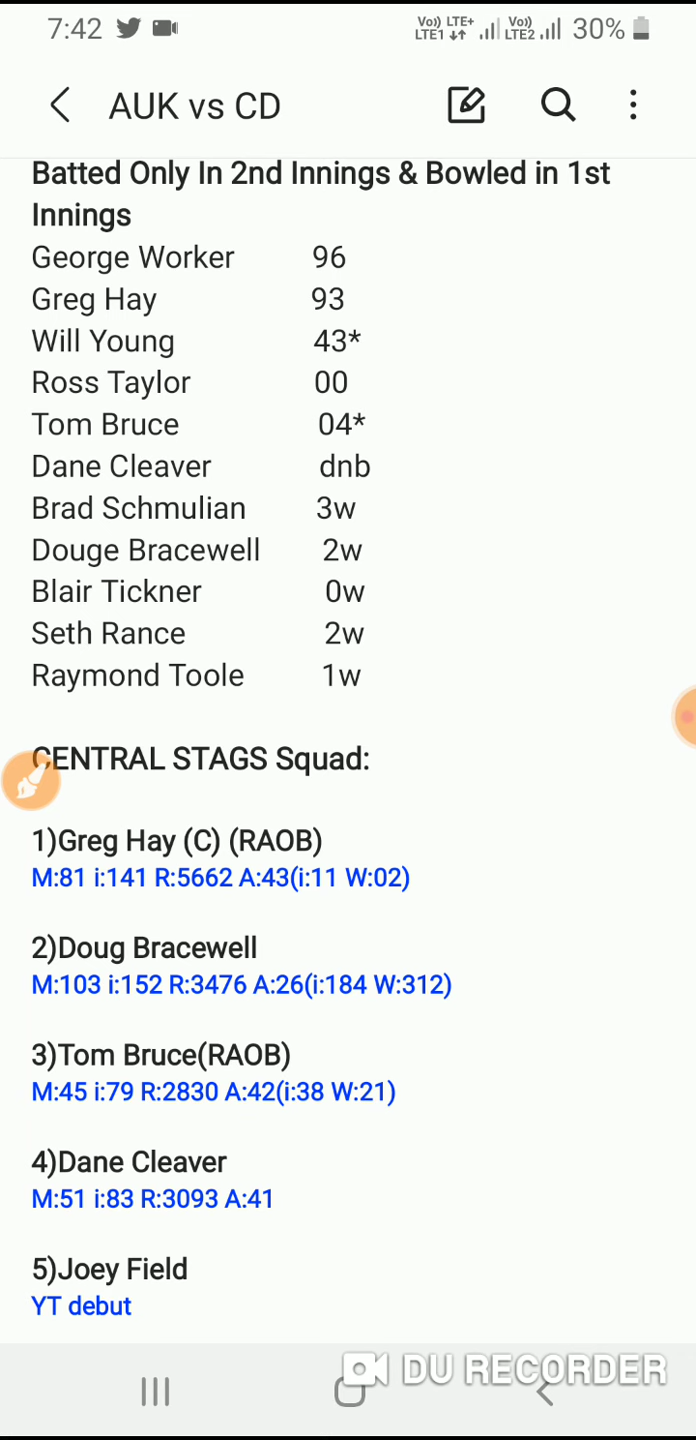 7:42 Vo)) LTE+ LTE1 Vo)) LTE2 30%
AUK vs CD
Batted Only In 2nd Innings & Bowled in 1st
Innings
George Worker 96
Greg Hay 93
Will Young 43*
Ross Taylor 00
Tom Bruce 04*
Dane Cleaver dnb
Brad Schmulian 3w
Douge Bracewell 2w
Blair Tickner 0w
Seth Rance 2w
Raymond Toole 1w
CENTRAL STAGS Squad:
1)Greg Hay (C) (RAOB)
M:81 i:141 R:5662 A:43(i:11 W:02)
2)Doug Bracewell
M:103 i:152 R:3476 A:26(i:184 W:312)
3)Tom Bruce(RAOB)
M:45 i:79 R:2830 A:42(i:38 W:21)
4)Dane Cleaver
M:51 i:83 R:3093 A:41
5)Joey Field
YT debut
DU RECORDER